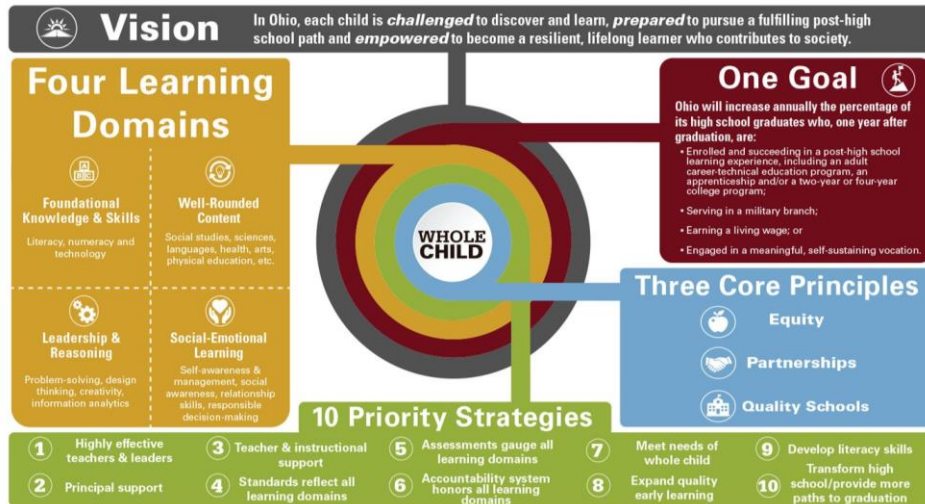 Vision
In Ohio, each child is challenged to discover and learn, prepared to pursue a fulfilling post-high
school path and empowered to become a resilient, lifelong learner who contributes to society.
Four Learning
Domains
A
B C
Foundational
Knowledge & Skills
Literacy, numeracy and
technology
Well-Rounded
Content
Social studies, sciences,
languages, health, arts,
physical education, etc.
Leadership &
Reasoning
Problem-solving, design
thinking, creativity,
information analytics
Social-Emotional
Learning
Self-awareness &
management, social
awareness, relationship
skills, responsible
decision-making
WHOLE
CHILD
One Goal
Ohio will increase annually the percentage of
its high school graduates who, one year after
graduation, are:
• Enrolled and succeeding in a post-high school
learning experience, including an adult
career-technical education program, an
apprenticeship and/or a two-year or four-year
college program;
• Serving in a military branch;
• Earning a living wage; or
• Engaged in a meaningful, self-sustaining vocation.
Three Core Principles
Equity
Partnerships
Quality Schools
10 Priority Strategies
1 Highly effective
teachers & leaders
2 Principal support
3 Teacher & instructional
support
4 Standards reflect all
learning domains
5 Assessments gauge all
learning domains
6 Accountability system
honors all learning domains
7 Meet needs of
whole child
8 Expand quality
early learning
9 Develop literacy skills
10 Transform high
school/provide more
paths to graduation